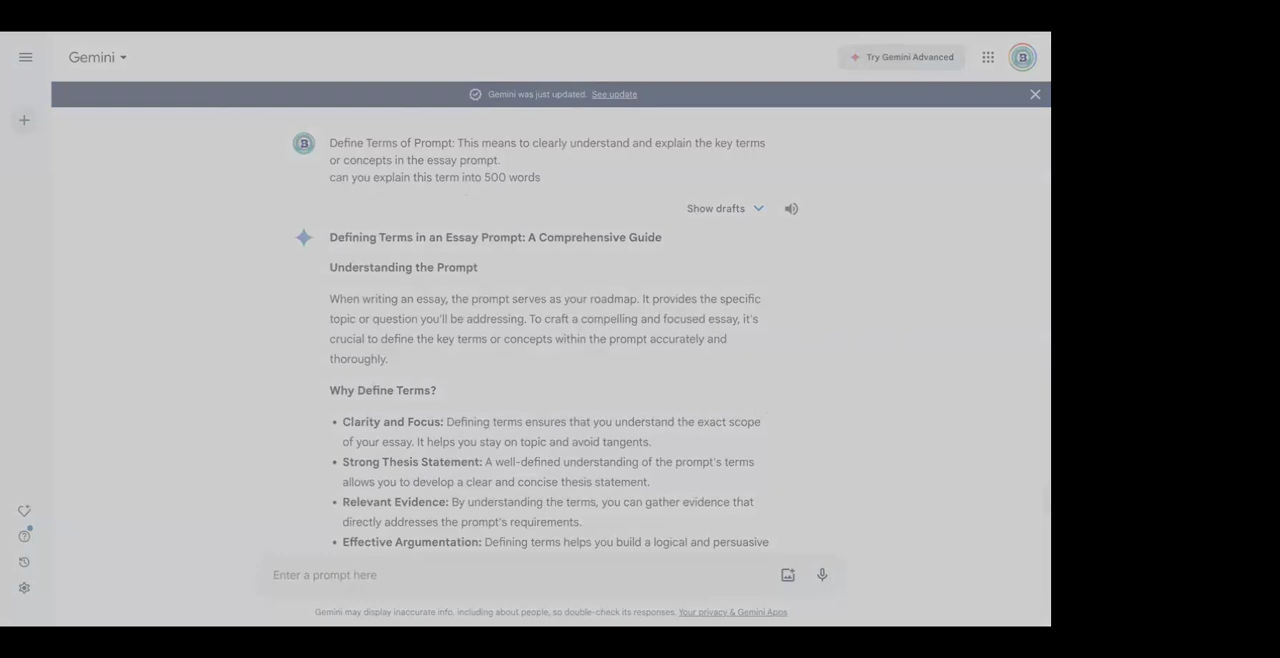 Gemini
Try Gemini Advanced
B
Gemini was just updated. See update
B
Define Terms of Prompt: This means to clearly understand and explain the key terms
or concepts in the essay prompt.
can you explain this term into 500 words
Show drafts
Defining Terms in an Essay Prompt: A Comprehensive Guide
Understanding the Prompt
When writing an essay, the prompt serves as your roadmap. It provides the specific
topic or question you'll be addressing. To craft a compelling and focused essay, it's
crucial to define the key terms or concepts within the prompt accurately and
thoroughly.
Why Define Terms?
• Clarity and Focus: Defining terms ensures that you understand the exact scope
of your essay. It helps you stay on topic and avoid tangents.
• Strong Thesis Statement: A well-defined understanding of the prompt's terms
allows you to develop a clear and concise thesis statement.
• Relevant Evidence: By understanding the terms, you can gather evidence that
directly addresses the prompt's requirements.
• Effective Argumentation: Defining terms helps you build a logical and persuasive
Enter a prompt here
Gemini may display inaccurate info, including about people, so double-check its responses. Your privacy & Gemini Apps